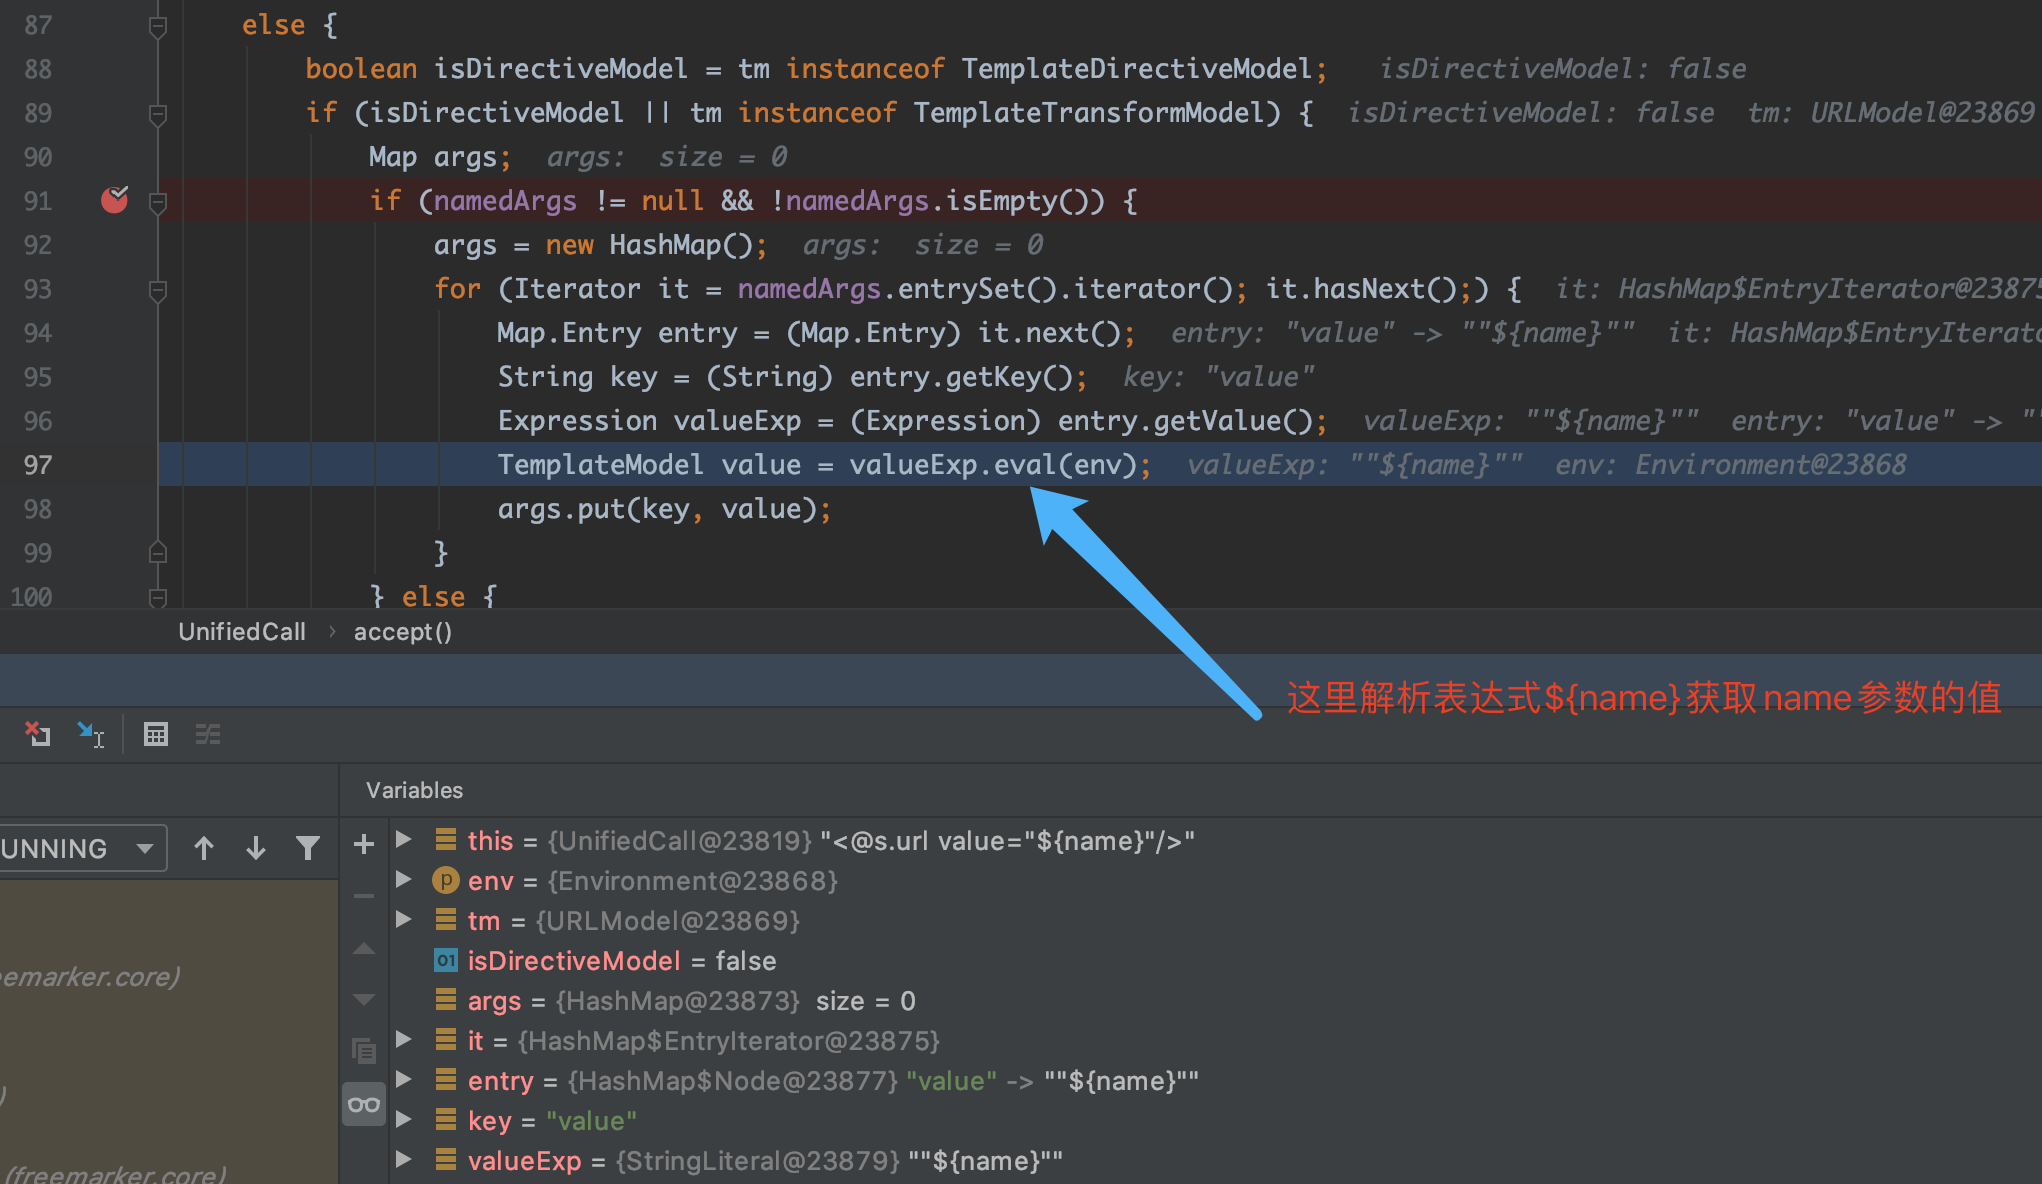 87 else {
88 boolean isDirectiveModel = tm instanceof TemplateDirectiveModel; isDirectiveModel: false
89 if (isDirectiveModel || tm instanceof TemplateTransformModel) { isDirectiveModel: false tm: URLModel@23869
90 Map args; args: size = 0
91 if (namedArgs != null && !namedArgs.isEmpty()) {
92 args = new HashMap(); args: size = 0
93 for (Iterator it = namedArgs.entrySet().iterator(); it.hasNext();) { it: HashMap$EntryIterator@23875
94 Map.Entry entry = (Map.Entry) it.next(); entry: "value" -> ""${name}"" it: HashMap$EntryIterato
95 String key = (String) entry.getKey(); key: "value"
96 Expression valueExp = (Expression) entry.getValue(); valueExp: ""${name}"" entry: "value" -> ""
97 TemplateModel value = valueExp.eval(env); valueExp: ""${name}"" env: Environment@23868
98 args.put(key, value);
99 }
100 } else {
UnifiedCall › accept()
这里解析表达式${name}获取name参数的值
Variables
UNNING
this = {UnifiedCall@23819} "<@s.url value="${name}"/>"
p env = {Environment@23868}
tm = {URLModel@23869}
01 isDirectiveModel = false
eemarker.core)
args = {HashMap@23873} size = 0
it = {HashMap$EntryIterator@23875}
entry = {HashMap$Node@23877} "value" -> ""${name}""
)
key = "value"
valueExp = {StringLiteral@23879} ""${name}""
(freemarker.core)